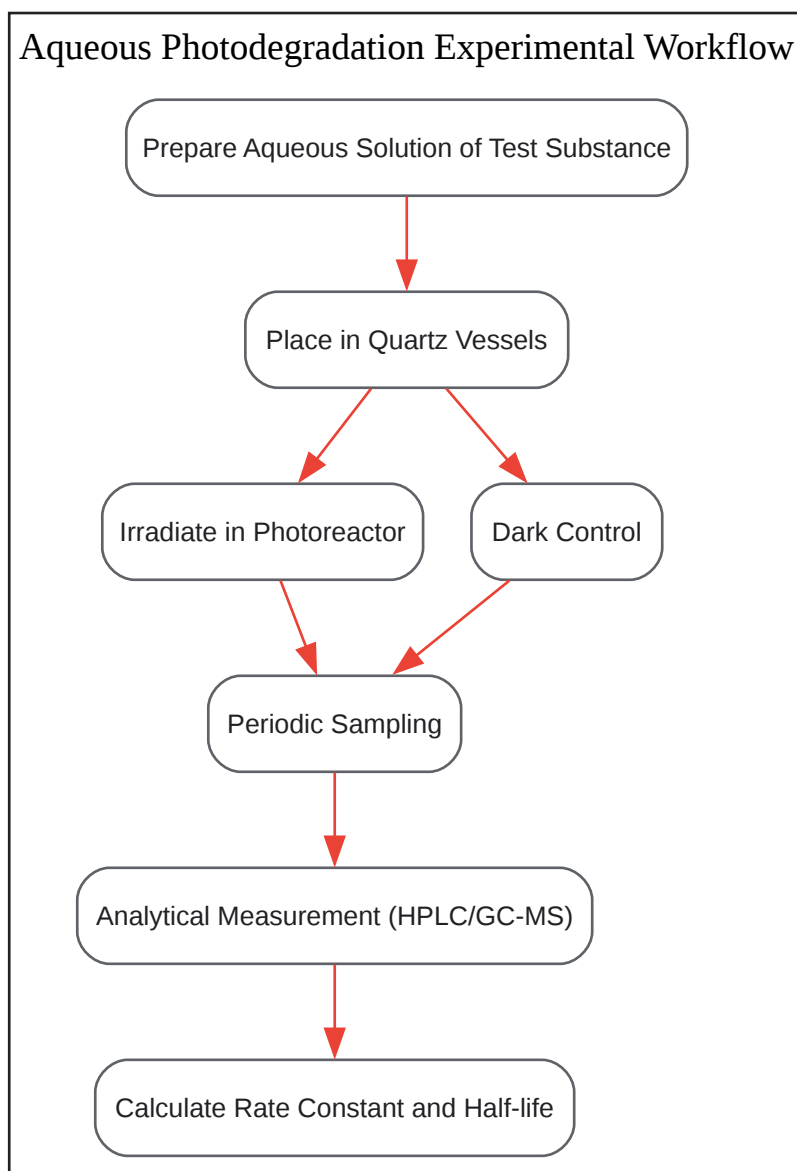 Aqueous Photodegradation Experimental Workflow
Prepare Aqueous Solution of Test Substance
Place in Quartz Vessels
Irradiate in Photoreactor
Dark Control
Periodic Sampling
Analytical Measurement (HPLC/GC-MS)
Calculate Rate Constant and Half-life